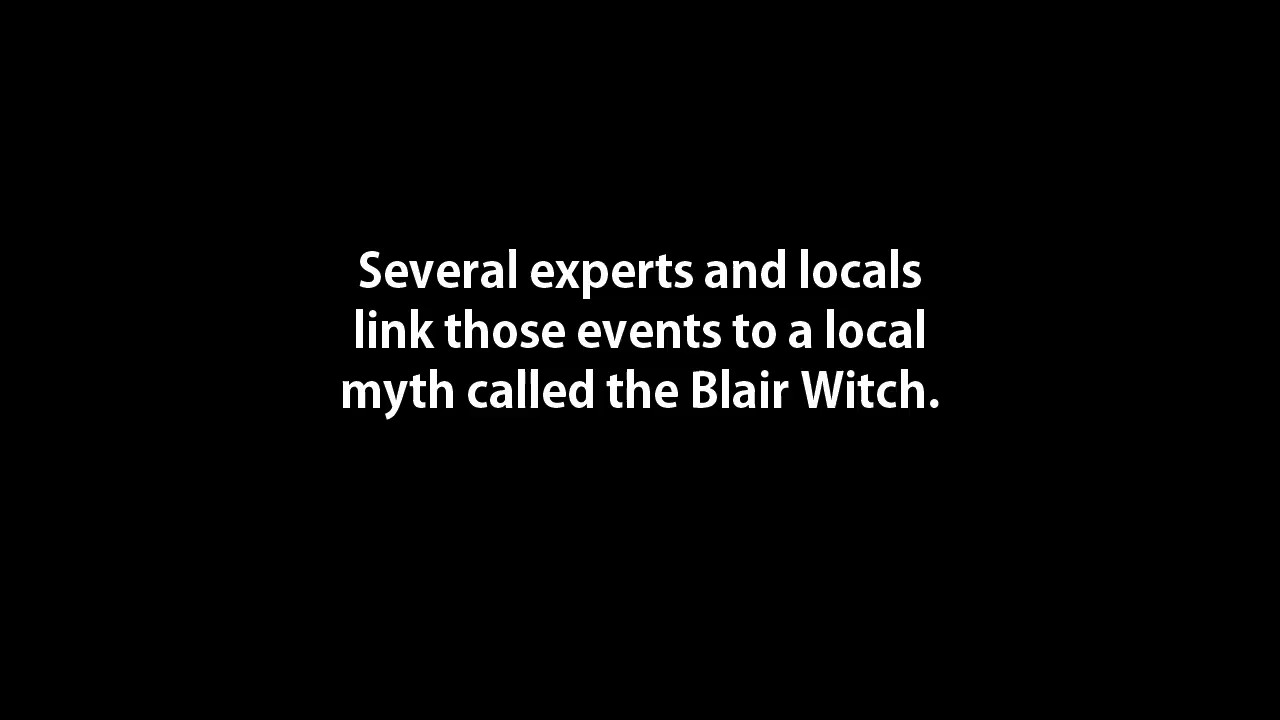 Several experts and locals
link those events to a local
myth called the Blair Witch.